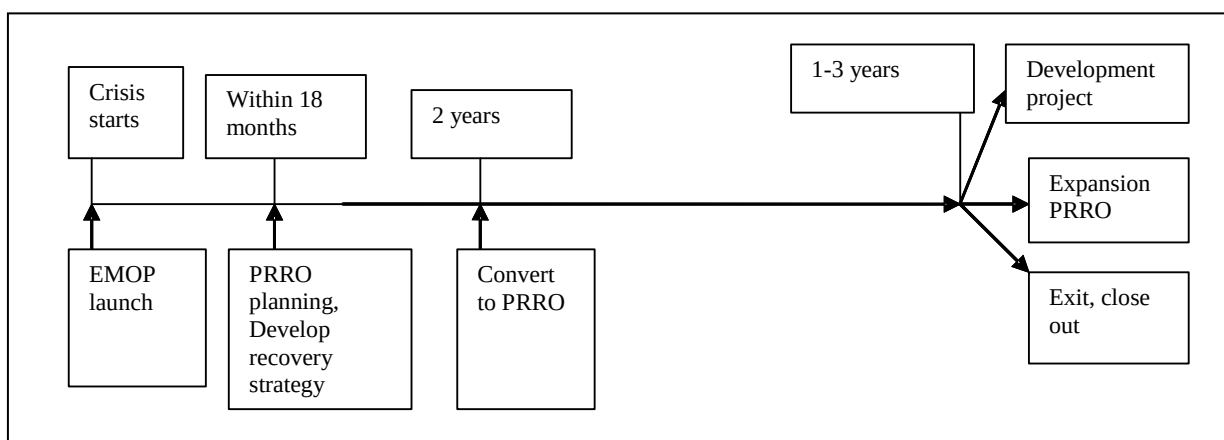 Crisis
starts
Within 18
months
2 years
1-3 years
Development
project
Expansion
PRRO
EMOP
launch
PRRO
planning,
Develop
recovery
strategy
Convert
to PRRO
Exit, close
out